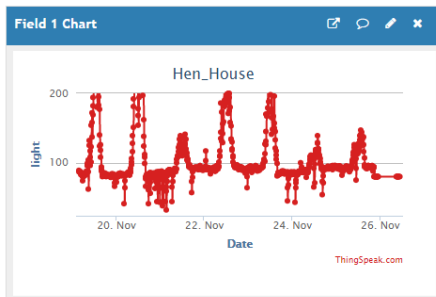 Field 1 Chart
Hen_House
200
100
light
20. Nov
22. Nov
24. Nov
26. Nov
Date
ThingSpeak.com